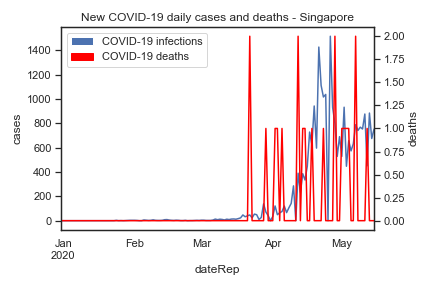 New COVID-19 daily cases and deaths - Singapore
COVID-19 infections
COVID-19 deaths
1400
1200
1000
800
600
400
200
0
cases
2.00
1.75
1.50
1.25
1.00
0.75
0.50
0.25
0.00
deaths
Jan Feb Mar Apr May
2020
dateRep